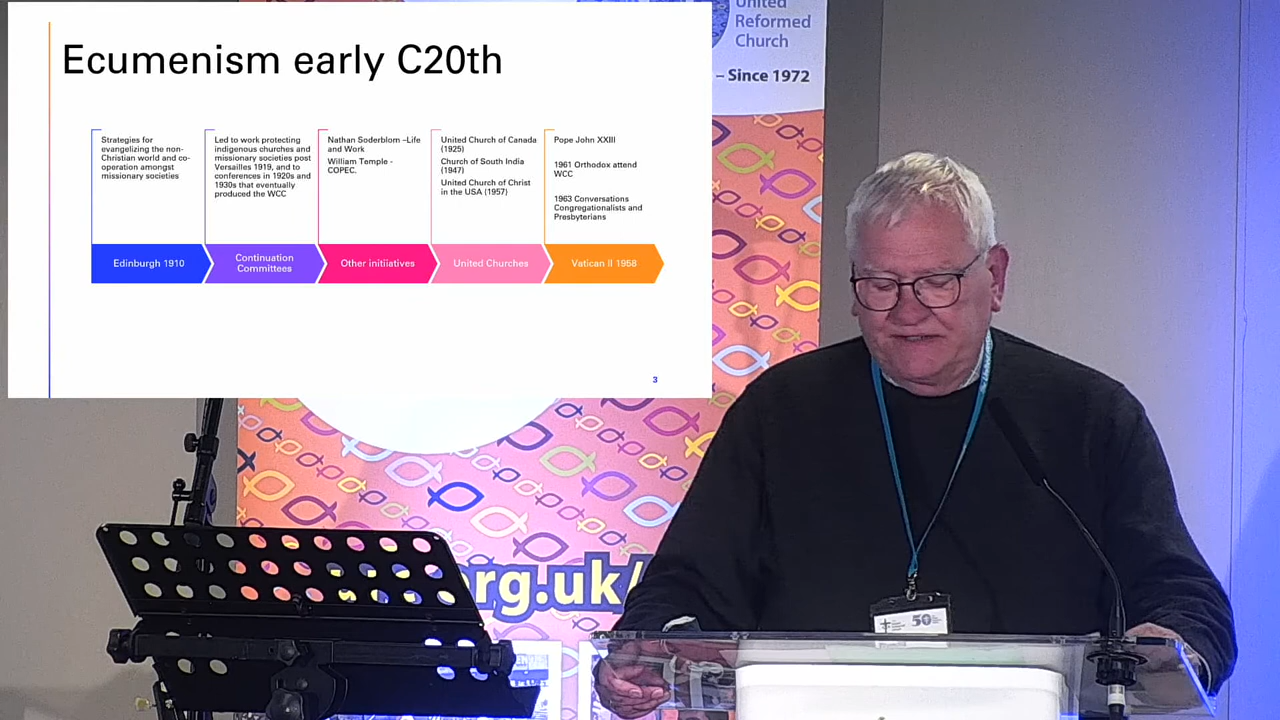 Ecumenism early C20th
Strategies for
evangelizing the non-
Christian world and co-
operation amongst
missionary societies
Edinburgh 1910
Led to work protecting
indigenous churches and
missionary societies post
Versailles 1919, and to
conferences in 1920s and
1930s that eventually
produced the WCC
Continuation
Committees
Nathan Soderblom –Life
and Work
William Temple -
COPEC.
Other initiiatives
United Church of Canada
(1925)
Church of South India
(1947)
United Church of Christ
in the USA (1957)
United Churches
Pope John XXIII
1961 Orthodox attend
WCC
1963 Conversations
Congregationalists and
Presbyterians
Vatican II 1958
3
United
Reformed
Church
– Since 1972
org.uk/
50